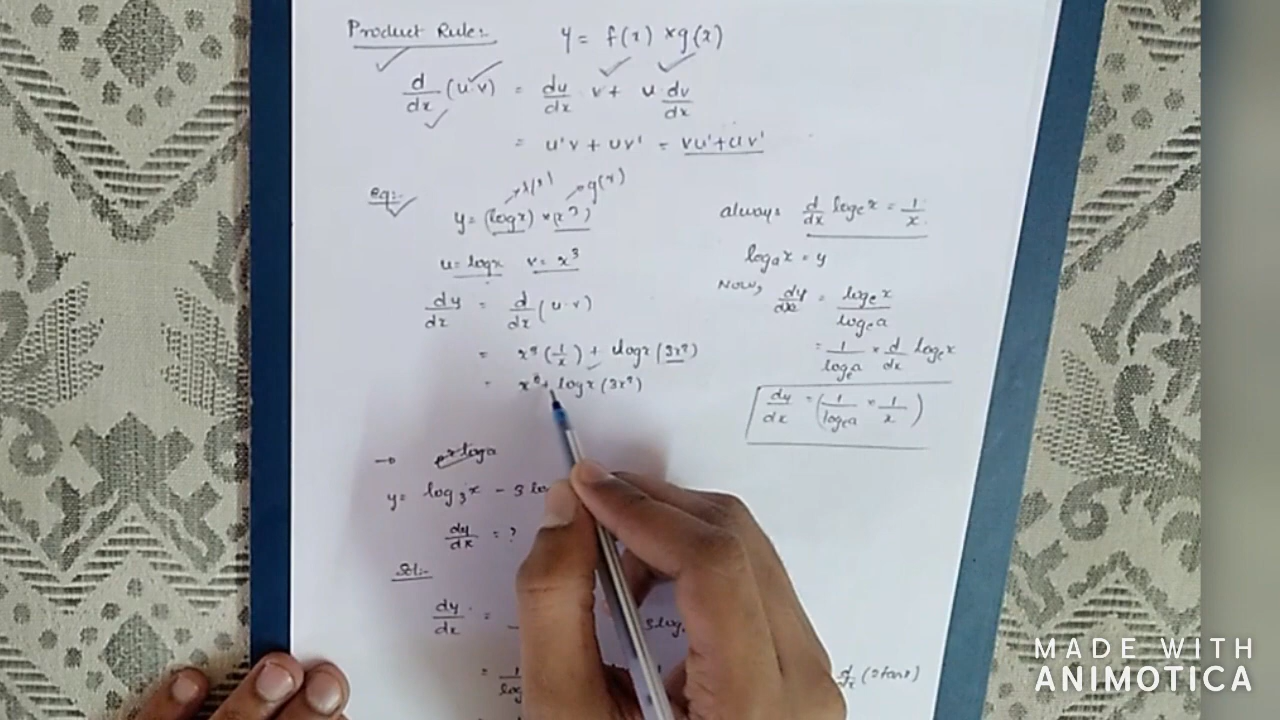 Product Rule:-
y = f(x) * g(x)
d/dx (u·v) = du/dx · v + u dv/dx
= u'v + uv' = vu' + uv'
eg:-
f(x) g(x)
y = (logx) * (x³)
u = logx v = x³
dy/dx = d/dx (u·v)
= x³ (1/x) + logx (3x²)
= x² + logx (3x²)
always d/dx logₑx = 1/x
logₐx = y
Now, dy/dx = logₑx / logₑa
= 1/logₑa * d/dx logₑx
dy/dx = (1/logₑa * 1/x)
→
y = log₃x - 3
dy/dx = ?
Sol:-
dy/dx =
d/dx
MADE WITH
ANIMOTICA